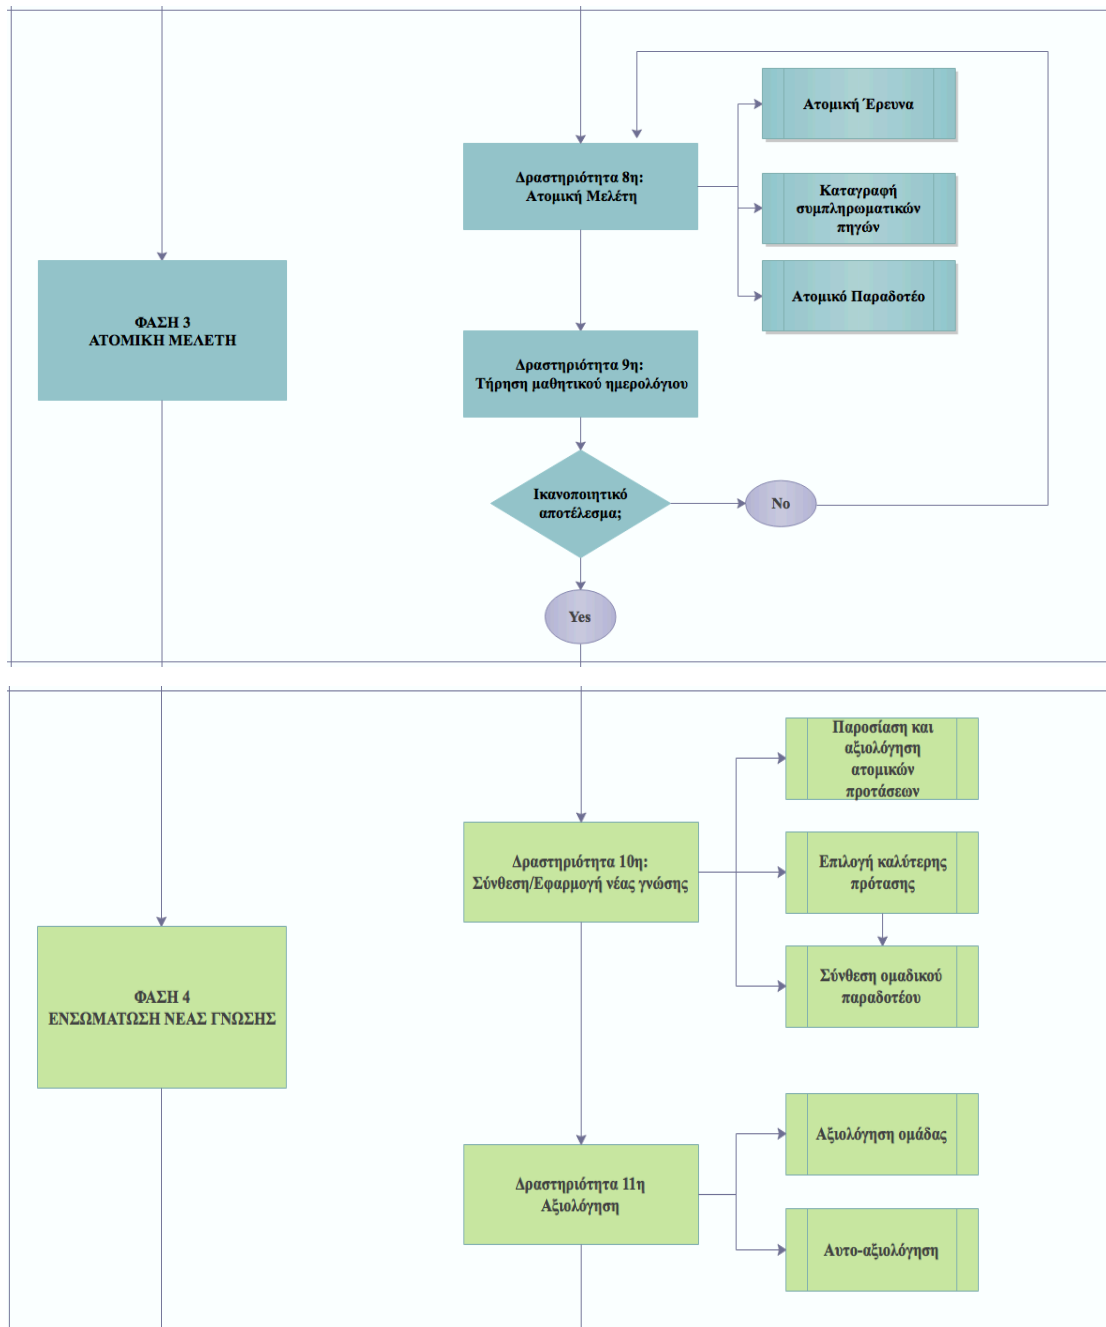 Ατομική Έρευνα
Δραστηριότητα 8η:
Ατομική Μελέτη
Καταγραφή
συμπληρωματικών
πηγών
Ατομικό Παραδοτέο
ΦΑΣΗ 3
ΑΤΟΜΙΚΗ ΜΕΛΕΤΗ
Δραστηριότητα 9η:
Τήρηση μαθητικού ημερολόγιου
Ικανοποιητικό
αποτέλεσμα;
No
Yes
Παροσίαση και
αξιολόγηση
ατομικών
προτάσεων
Δραστηριότητα 10η:
Σύνθεση/Εφαρμογή νέας γνώσης
Επιλογή καλύτερης
πρότασης
Σύνθεση ομαδικού
παραδοτέου
ΦΑΣΗ 4
ΕΝΣΩΜΑΤΩΣΗ ΝΕΑΣ ΓΝΩΣΗΣ
Αξιολόγηση ομάδας
Δραστηριότητα 11η
Αξιολόγηση
Αυτο-αξιολόγηση